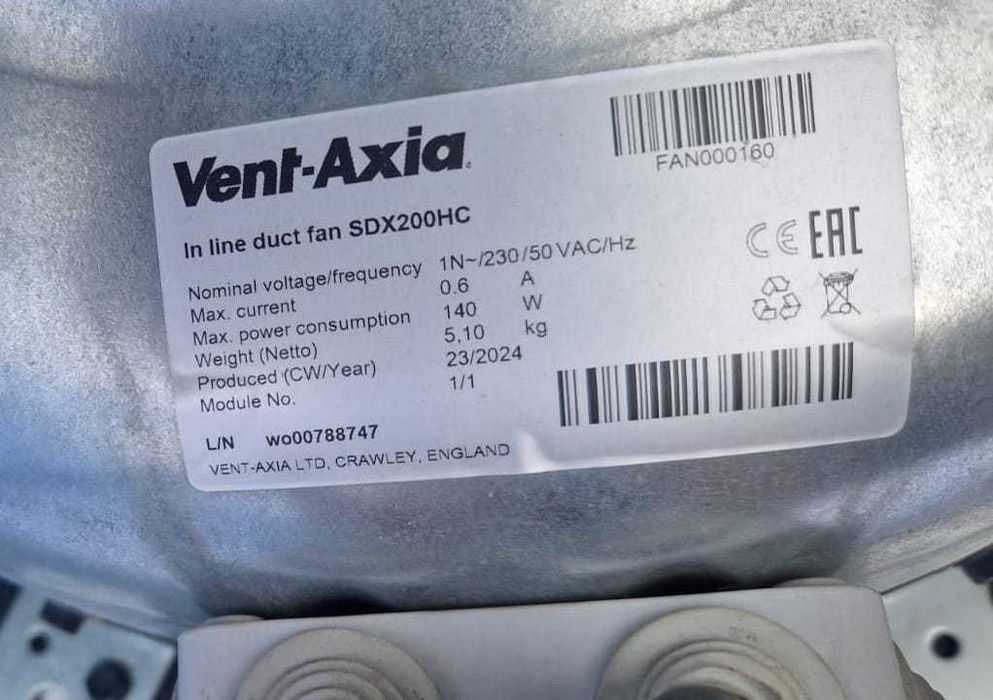 Vent-Axia
FAN000160
In line duct fan SDX200HC
CE EAC
Nominal voltage/frequency 1N~/230/50 VAC/Hz
Max. current 0.6 A
Max. power consumption 140 W
Weight (Netto) 5,10 kg
Produced (CW/Year) 23/2024
Module No. 1/1
L/N wo00788747
VENT-AXIA LTD, CRAWLEY, ENGLAND